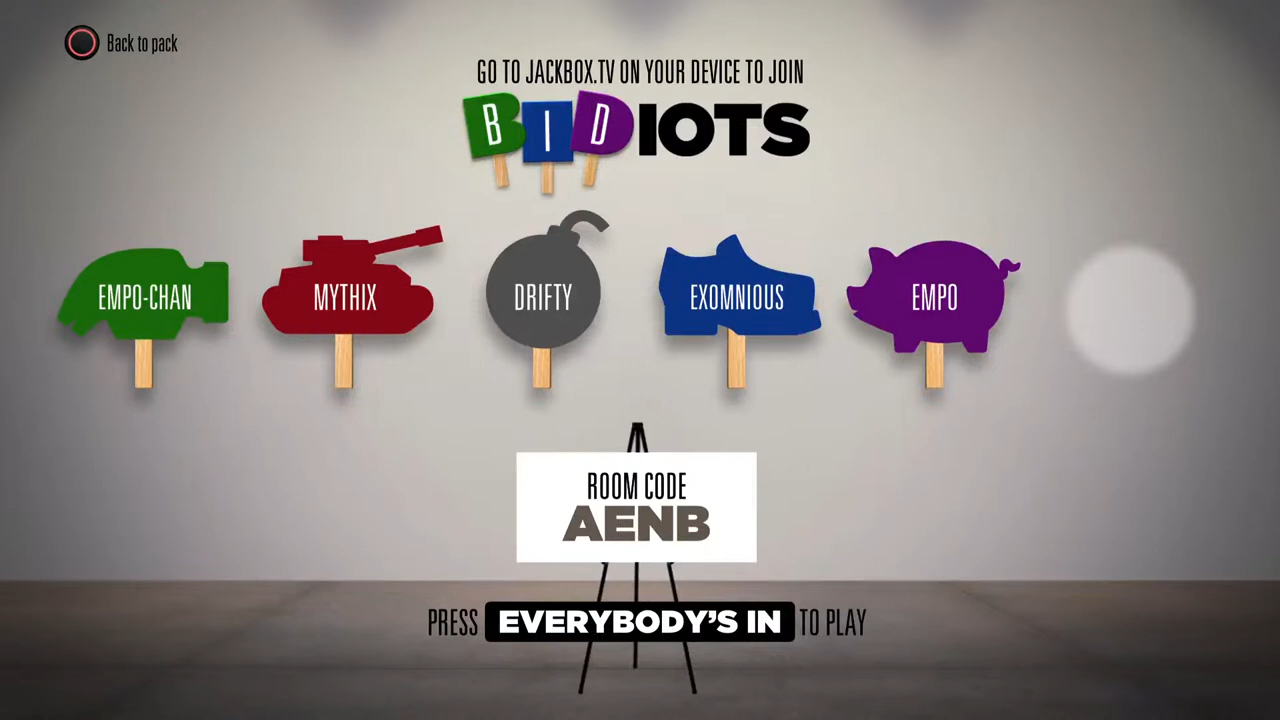 Back to pack
GO TO JACKBOX.TV ON YOUR DEVICE TO JOIN
BIDIOTS
EMPO-CHAN
MYTHIX
DRIFTY
EXOMNIOUS
EMPO
ROOM CODE
AENB
PRESS EVERYBODY'S IN TO PLAY